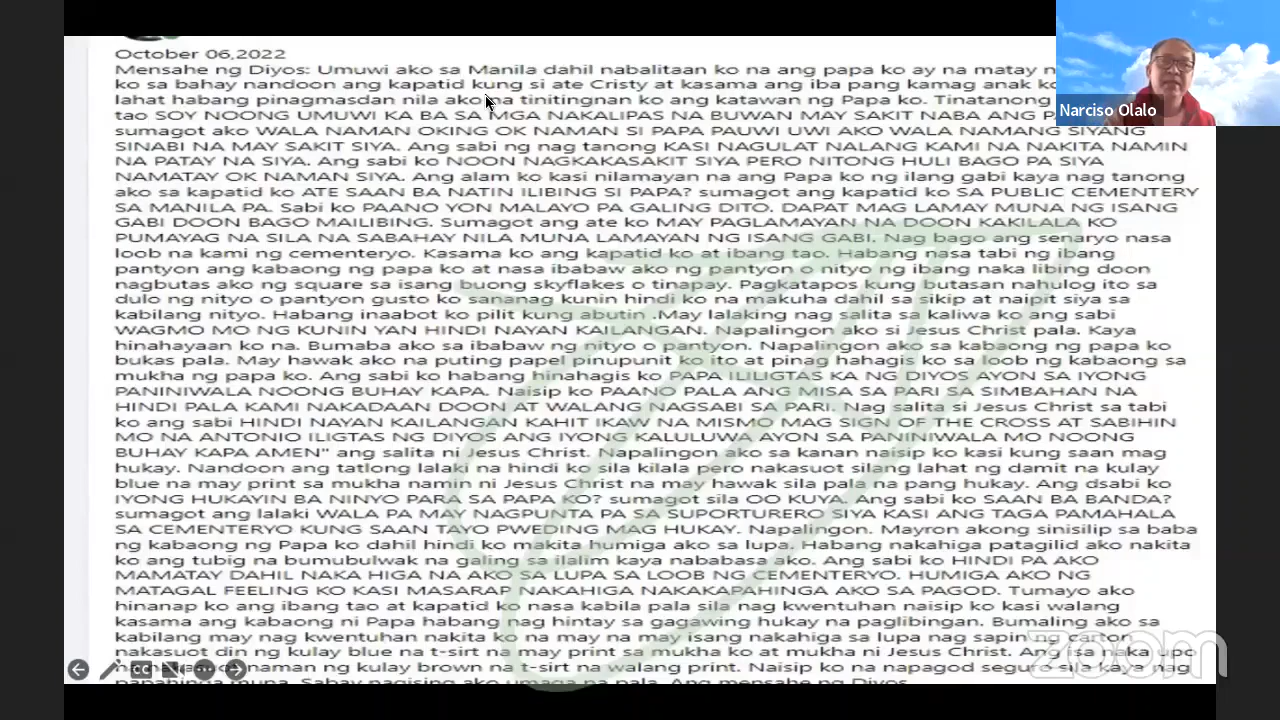 October 06,2022
Mensahe ng Diyos: Umuwi ako sa Manila dahil nabalitaan ko na ang papa ko ay na matay
ko sa bahay nandoon ang kapatid kung si ate Cristy at kasama ang iba pang kamag anak
lahat habang pinagmasdan nila ako na tinitingnan ko ang katawan ng Papa ko. Tinatanong
tao SOY NOONG UMUWI KA BA SA MGA NAKALIPAS NA BUWAN MAY SAKIT NABA ANG
sumagot ako WALA NAMAN OKING OK NAMAN SI PAPA PAUWI UWI AKO WALA NAMANG SIYANG
SINABI NA MAY SAKIT SIYA. Ang sabi ng nag tanong KASI NAGULAT NALANG KAMI NA NAKITA NAMIN
NA PATAY NA SIYA. Ang sabi ko NOON NAGKAKASAKIT SIYA PERO NITONG HULI BAGO PA SIYA
NAMATAY OK NAMAN SIYA. Ang alam ko kasi nilamayan na ang Papa ko ng ilang gabi kaya nag tanong
ako sa kapatid ko ATE SAAN BA NATIN ILIBING SI PAPA? sumagot ang kapatid ko SA PUBLIC CEMENTERY
SA MANILA PA. Sabi ko PAANO YON MALAYO PA GALING DITO. DAPAT MAG LAMAY MUNA NG ISANG
GABI DOON BAGO MAILIBING. Sumagot ang ate ko MAY PAGLAMAYAN NA DOON KAKILALA KO
PUMAYAG NA SILA NA SABAHAY NILA MUNA LAMAYAN NG ISANG GABI. Nag bago ang senaryo nasa
loob na kami ng cementeryo. Kasama ko ang kapatid ko at ibang tao. Habang nasa tabi ng ibang
pantyon ang kabaong ng papa ko at nasa ibabaw ako ng pantyon o nityo ng ibang naka libing doon
nagbutas ako ng square sa isang buong skyflakes o tinapay. Pagkatapos kung butasan nahulog ito sa
dulo ng nityo o pantyon gusto ko sananag kunin hindi ko na makuha dahil sa sikip at naipit siya sa
kabilang nityo. Habang inaabot ko pilit kung abutin .May lalaking nag salita sa kaliwa ko ang sabi
WAGMO MO NG KUNIN YAN HINDI NAYAN KAILANGAN. Napalingon ako si Jesus Christ pala. Kaya
hinahayaan ko na. Bumaba ako sa ibabaw ng nityo o pantyon. Napalingon ako sa kabaong ng papa ko
bukas pala. May hawak ako na puting papel pinupunit ko ito at pinag hahagis ko sa loob ng kabaong sa
mukha ng papa ko. Ang sabi ko habang hinahagis ko PAPA ILILIGTAS KA NG DIYOS AYON SA IYONG
PANINIWALA NOONG BUHAY KAPA. Naisip ko PAANO PALA ANG MISA SA PARI SA SIMBAHAN NA
HINDI PALA KAMI NAKADAAN DOON AT WALANG NAGSABI SA PARI. Nag salita si Jesus Christ sa tabi
ko ang sabi HINDI NAYAN KAILANGAN KAHIT IKAW NA MISMO MAG SIGN OF THE CROSS AT SABIHIN
MO NA ANTONIO ILIGTAS NG DIYOS ANG IYONG KALULUWA AYON SA PANINIWALA MO NOONG
BUHAY KAPA AMEN" ang salita ni Jesus Christ. Napalingon ako sa kanan naisip ko kasi kung saan mag
hukay. Nandoon ang tatlong lalaki na hindi ko sila kilala pero nakasuot silang lahat ng damit na kulay
blue na may print sa mukha namin ni Jesus Christ na may hawak sila pala na pang hukay. Ang dsabi ko
IYONG HUKAYIN BA NINYO PARA SA PAPA KO? sumagot sila OO KUYA. Ang sabi ko SAAN BA BANDA?
sumagot ang lalaki WALA PA MAY NAGPUNTA PA SA SUPORTURERO SIYA KASI ANG TAGA PAMAHALA
SA CEMENTERYO KUNG SAAN TAYO PWEDING MAG HUKAY. Napalingon. Mayron akong sinisilip sa baba
ng kabaong ng Papa ko dahil hindi ko makita humiga ako sa lupa. Habang nakahiga patagilid ako nakita
ko ang tubig na bumubulwak na galing sa ilalim kaya nababasa ako. Ang sabi ko HINDI PA AKO
MAMATAY DAHIL NAKA HIGA NA AKO SA LUPA SA LOOB NG CEMENTERYO. HUMIGA AKO NG
MATAGAL FEELING KO KASI MASARAP NAKAHIGA NAKAKAPAHINGA AKO SA PAGOD. Tumayo ako
hinanap ko ang ibang tao at kapatid ko nasa kabila pala sila nag kwentuhan naisip ko kasi walang
kasama ang kabaong ni Papa habang nag hintay sa gagawing hukay na paglibingan. Bumaling ako sa
kabilang may nag kwentuhan nakita ko na may na may isang nakahiga sa lupa nag sapin ng carton
nakasuot din ng kulay blue na t-sirt na may print sa mukha ko at mukha ni Jesus Christ. Ang
naman ng kulay brown na t-sirt na walang print. Naisip ko na napagod seguro sila kaya nag
papahinga muna. Sabay nagising ako umaga na pala. Ang mensahe ng Diyos
Narciso Olalo
zoom